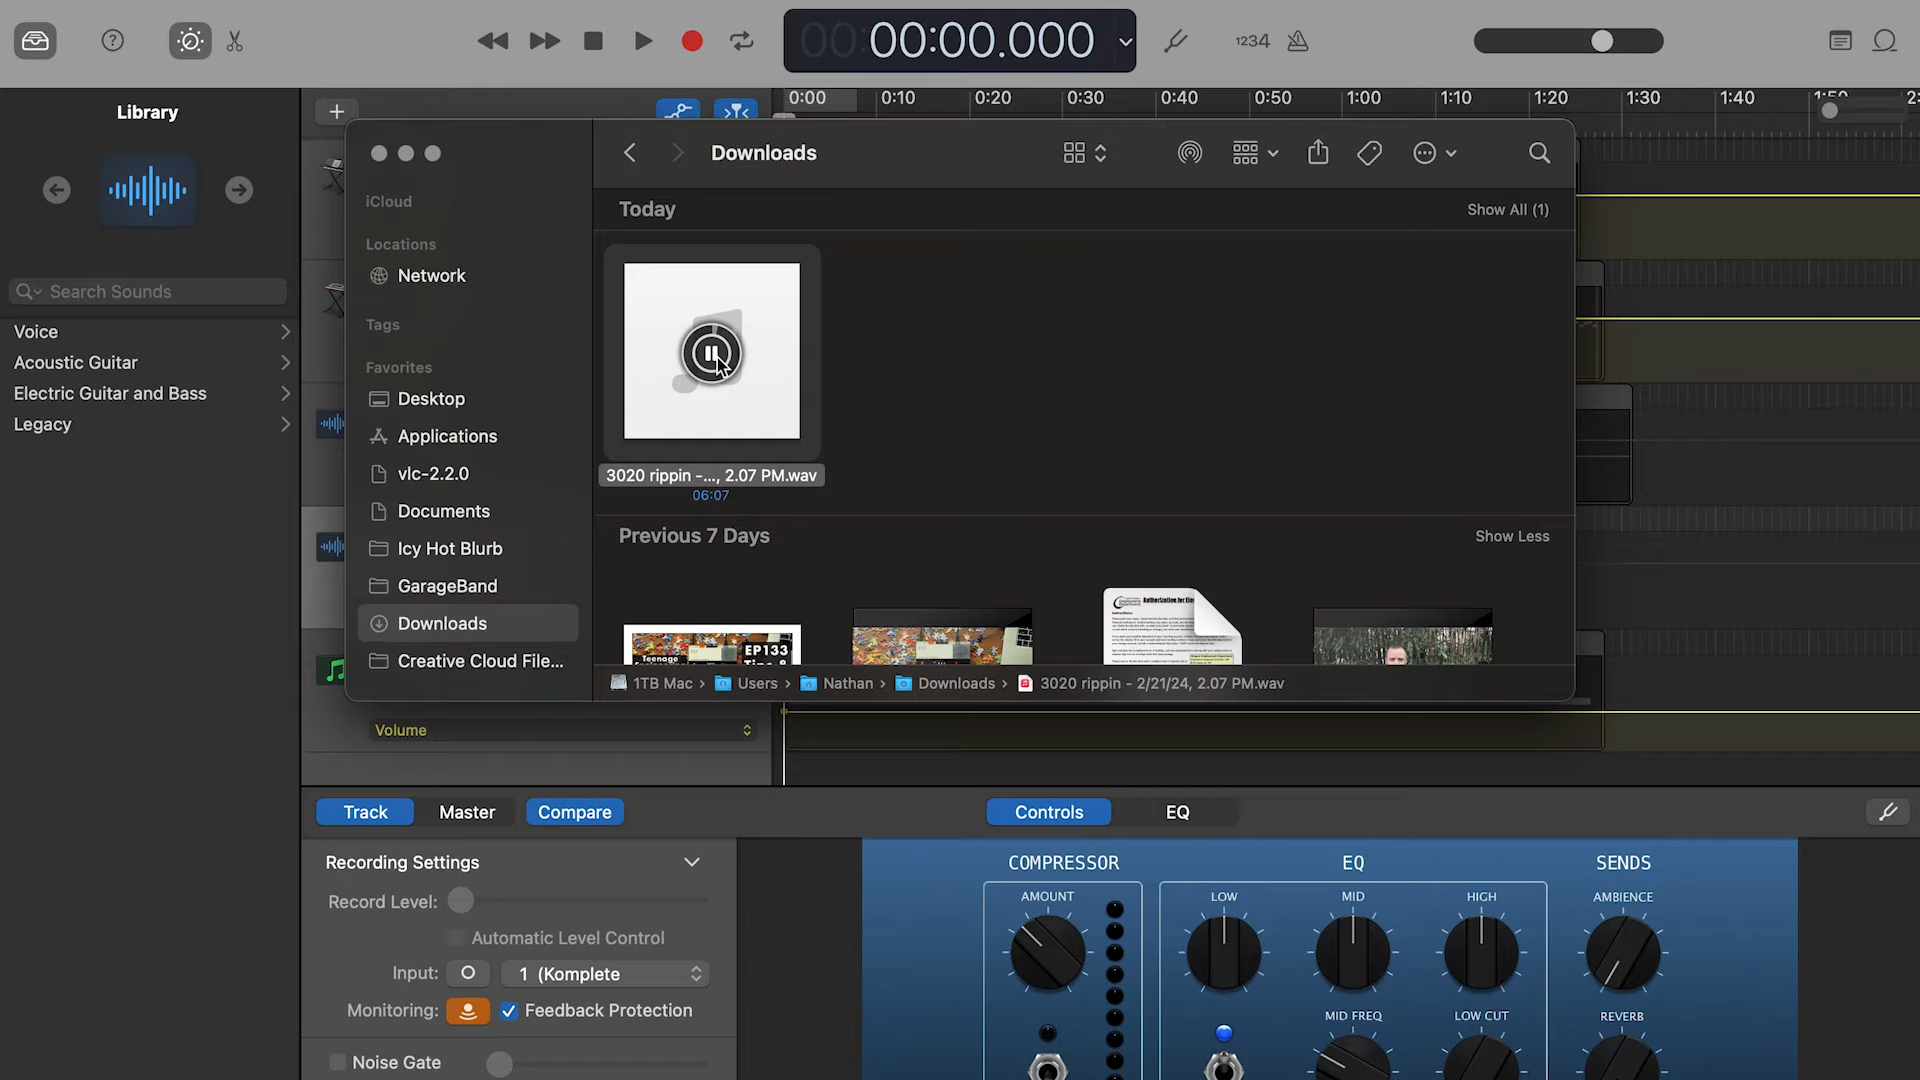 00:00.000
1234
Library
0:00 0:10 0:20 0:30 0:40 0:50 1:00 1:10 1:20 1:30 1:40
Search Sounds
Voice
Acoustic Guitar
Electric Guitar and Bass
Legacy
iCloud
Locations
Network
Tags
Favorites
Desktop
Applications
vlc-2.2.0
Documents
Icy Hot Blurb
GarageBand
Downloads
Creative Cloud File...
Downloads
Today
Show All (1)
3020 rippin -..., 2.07 PM.wav
06:07
Previous 7 Days
Show Less
Teenage
EP133
1TB Mac › Users › Nathan › Downloads › 3020 rippin - 2/21/24, 2.07 PM.wav
Volume
Track
Master
Compare
Controls
EQ
Recording Settings
Record Level:
Automatic Level Control
Input:
1 (Komplete
Monitoring:
Feedback Protection
Noise Gate
COMPRESSOR
AMOUNT
EQ
LOW
MID
HIGH
MID FREQ
LOW CUT
SENDS
AMBIENCE
REVERB